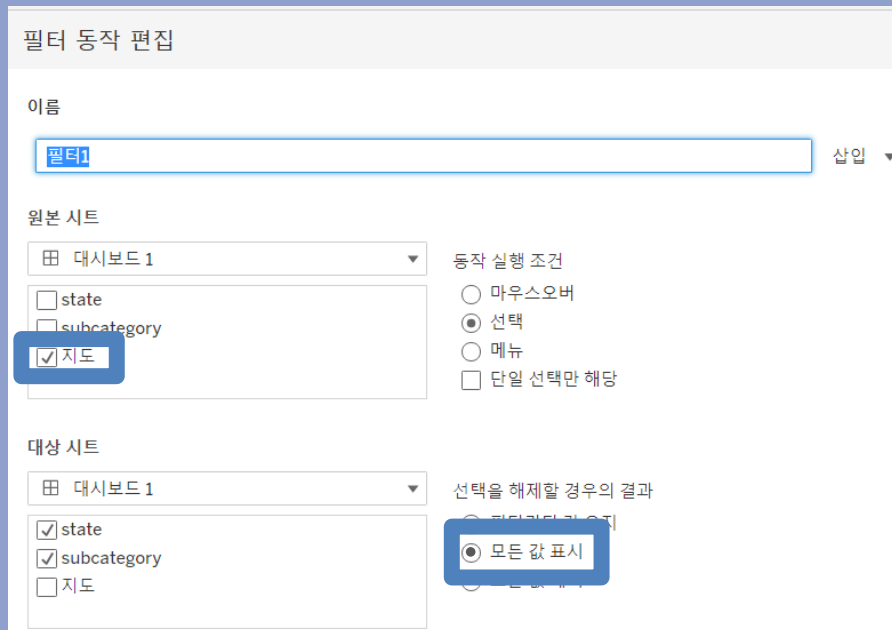 필터 동작 편집
이름
필터1
삽입
원본 시트
대시보드 1
state
subcategory
지도
동작 실행 조건
마우스오버
선택
메뉴
단일 선택만 해당
대상 시트
대시보드 1
state
subcategory
지도
선택을 해제할 경우의 결과
모든 값 표시